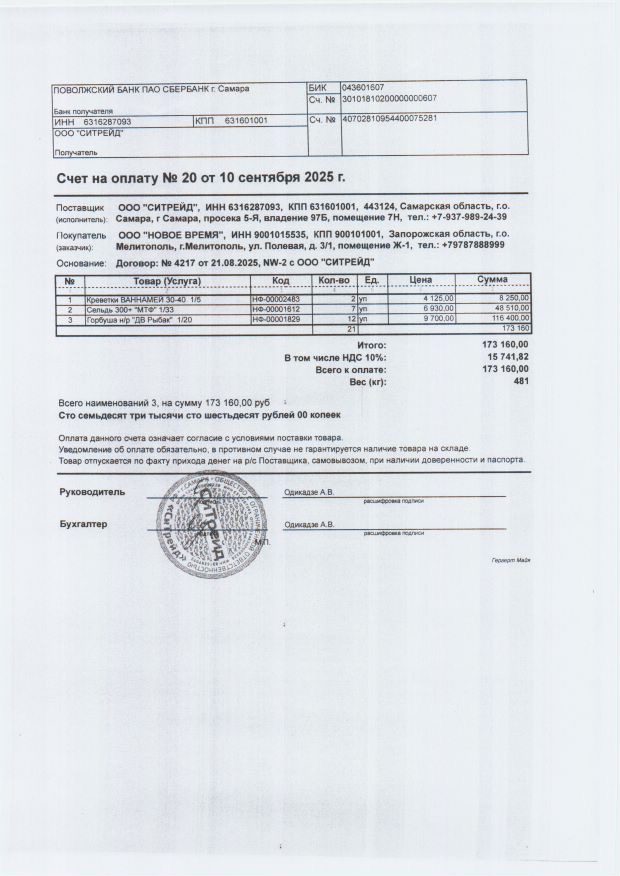 ПОВОЛЖСКИЙ БАНК ПАО СБЕРБАНК г. Самара
БИК 043601607
Сч. № 30101810200000000607
Банк получателя
ИНН 6316287093 КПП 631601001 Сч. № 40702810954400075281
ООО "СИТРЕЙД"
Получатель
Счет на оплату № 20 от 10 сентября 2025 г.
Поставщик (исполнитель): ООО "СИТРЕЙД", ИНН 6316287093, КПП 631601001, 443124, Самарская область, г.о.
Самара, г Самара, просека 5-Я, владение 97Б, помещение 7Н, тел.: +7-937-989-24-39
Покупатель (заказчик): ООО "НОВОЕ ВРЕМЯ", ИНН 9001015535, КПП 900101001, Запорожская область, г.о.
Мелитополь, г.Мелитополь, ул. Полевая, д. 3/1, помещение Ж-1, тел.: +79787888999
Основание: Договор: № 4217 от 21.08.2025, NW-2 с ООО "СИТРЕЙД"
№ Товар (Услуга) Код Кол-во Ед. Цена Сумма
1 Креветки ВАННАМЕЙ 30-40 1/5 НФ-00002483 2 уп 4 125,00 8 250,00
2 Сельдь 300+ "МТФ" 1/33 НФ-00001612 7 уп 6 930,00 48 510,00
3 Горбуша н/р "ДВ Рыбак" 1/20 НФ-00001829 12 уп 9 700,00 116 400,00
21 173 160
Итого: 173 160,00
В том числе НДС 10%: 15 741,82
Всего к оплате: 173 160,00
Вес (кг): 481
Всего наименований 3, на сумму 173 160,00 руб
Сто семьдесят три тысячи сто шестьдесят рублей 00 копеек
Оплата данного счета означает согласие с условиями поставки товара.
Уведомление об оплате обязательно, в противном случае не гарантируется наличие товара на складе.
Товар отпускается по факту прихода денег на р/с Поставщика, самовывозом, при наличии доверенности и паспорта.
Руководитель Одикадзе А.В.
расшифровка подписи
Бухгалтер Одикадзе А.В.
расшифровка подписи
М.П.
«Ситрейд»
Ситрейд
Гергерт Майя